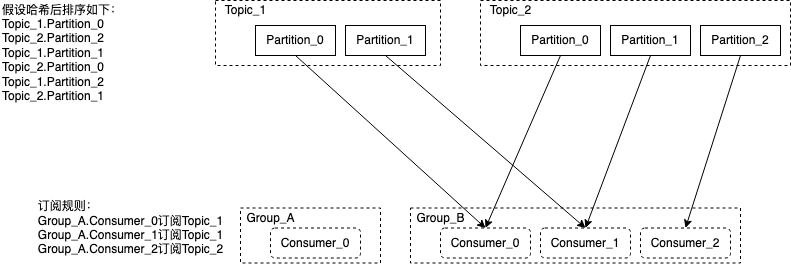 假设哈希后排序如下：
Topic_1.Partition_0
Topic_2.Partition_2
Topic_1.Partition_1
Topic_2.Partition_0
Topic_1.Partition_2
Topic_2.Partition_1
Topic_1
Partition_0
Partition_1
Topic_2
Partition_0
Partition_1
Partition_2
订阅规则：
Group_A.Consumer_0订阅Topic_1
Group_A.Consumer_1订阅Topic_1
Group_A.Consumer_2订阅Topic_2
Group_A
Consumer_0
Group_B
Consumer_0
Consumer_1
Consumer_2